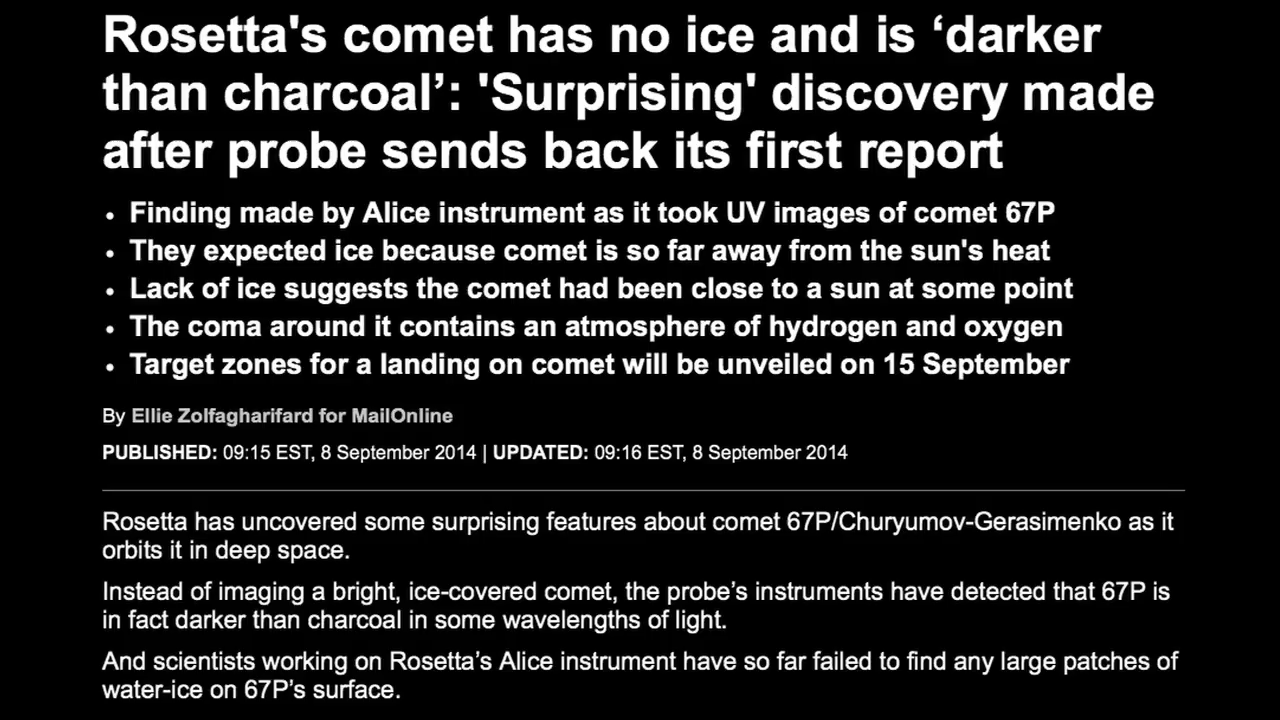 Rosetta's comet has no ice and is ‘darker
than charcoal’: 'Surprising' discovery made
after probe sends back its first report
• Finding made by Alice instrument as it took UV images of comet 67P
• They expected ice because comet is so far away from the sun's heat
• Lack of ice suggests the comet had been close to a sun at some point
• The coma around it contains an atmosphere of hydrogen and oxygen
• Target zones for a landing on comet will be unveiled on 15 September
By Ellie Zolfagharifard for MailOnline
PUBLISHED: 09:15 EST, 8 September 2014 | UPDATED: 09:16 EST, 8 September 2014
Rosetta has uncovered some surprising features about comet 67P/Churyumov-Gerasimenko as it
orbits it in deep space.
Instead of imaging a bright, ice-covered comet, the probe’s instruments have detected that 67P is
in fact darker than charcoal in some wavelengths of light.
And scientists working on Rosetta’s Alice instrument have so far failed to find any large patches of
water-ice on 67P’s surface.